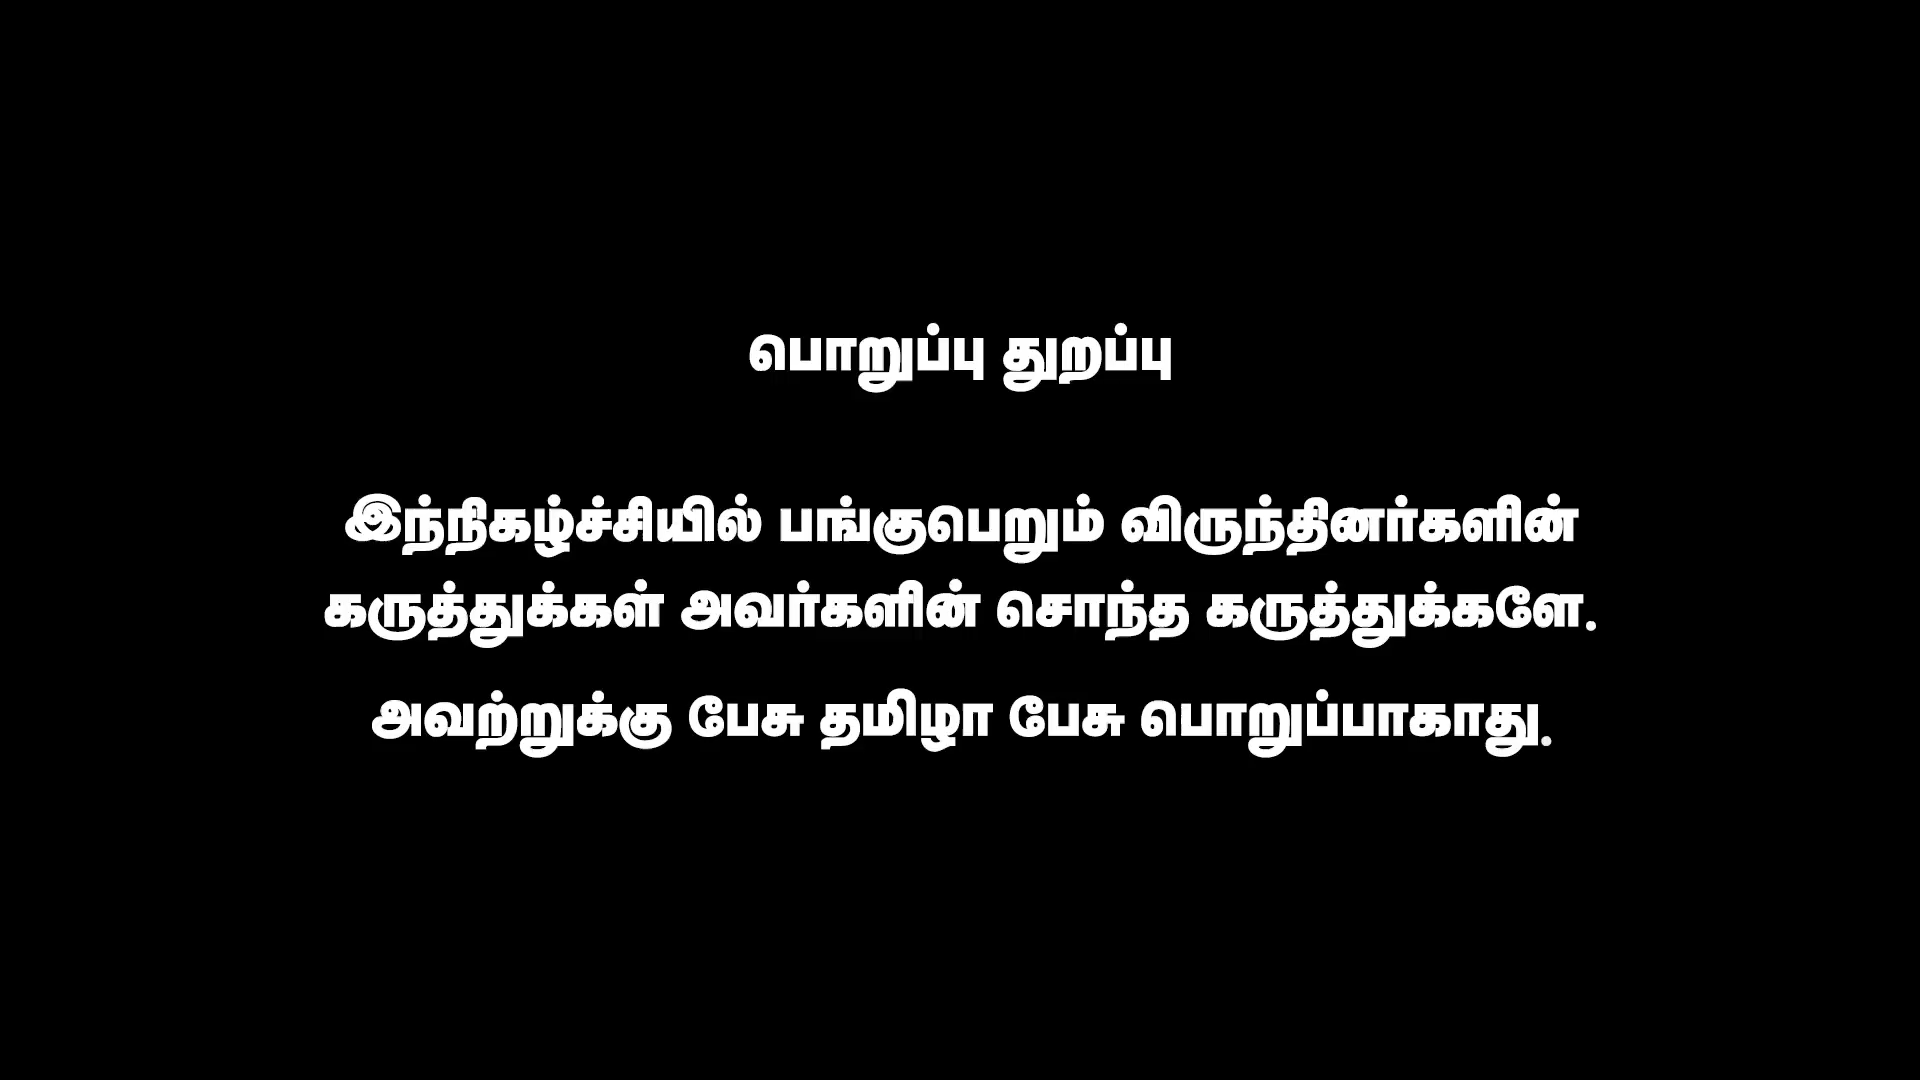 பொறுப்பு துறப்பு
இந்நிகழ்ச்சியில் பங்குபெறும் விருந்தினர்களின்
கருத்துக்கள் அவர்களின் சொந்த கருத்துக்களே.
அவற்றுக்கு பேசு தமிழா பேசு பொறுப்பாகாது.